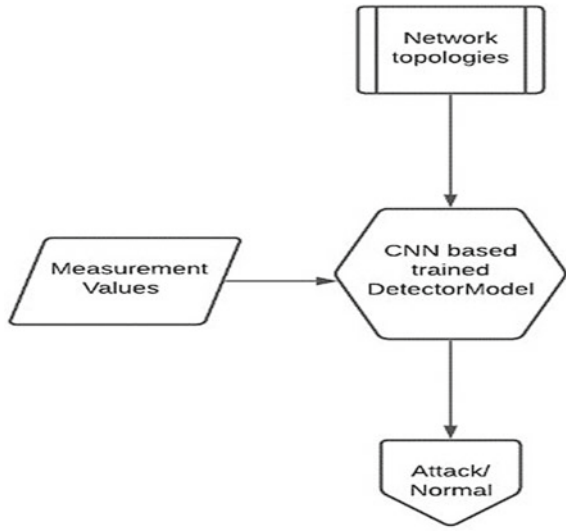 Network
topologies
Measurement
Values
CNN based
trained
DetectorModel
Attack/
Normal